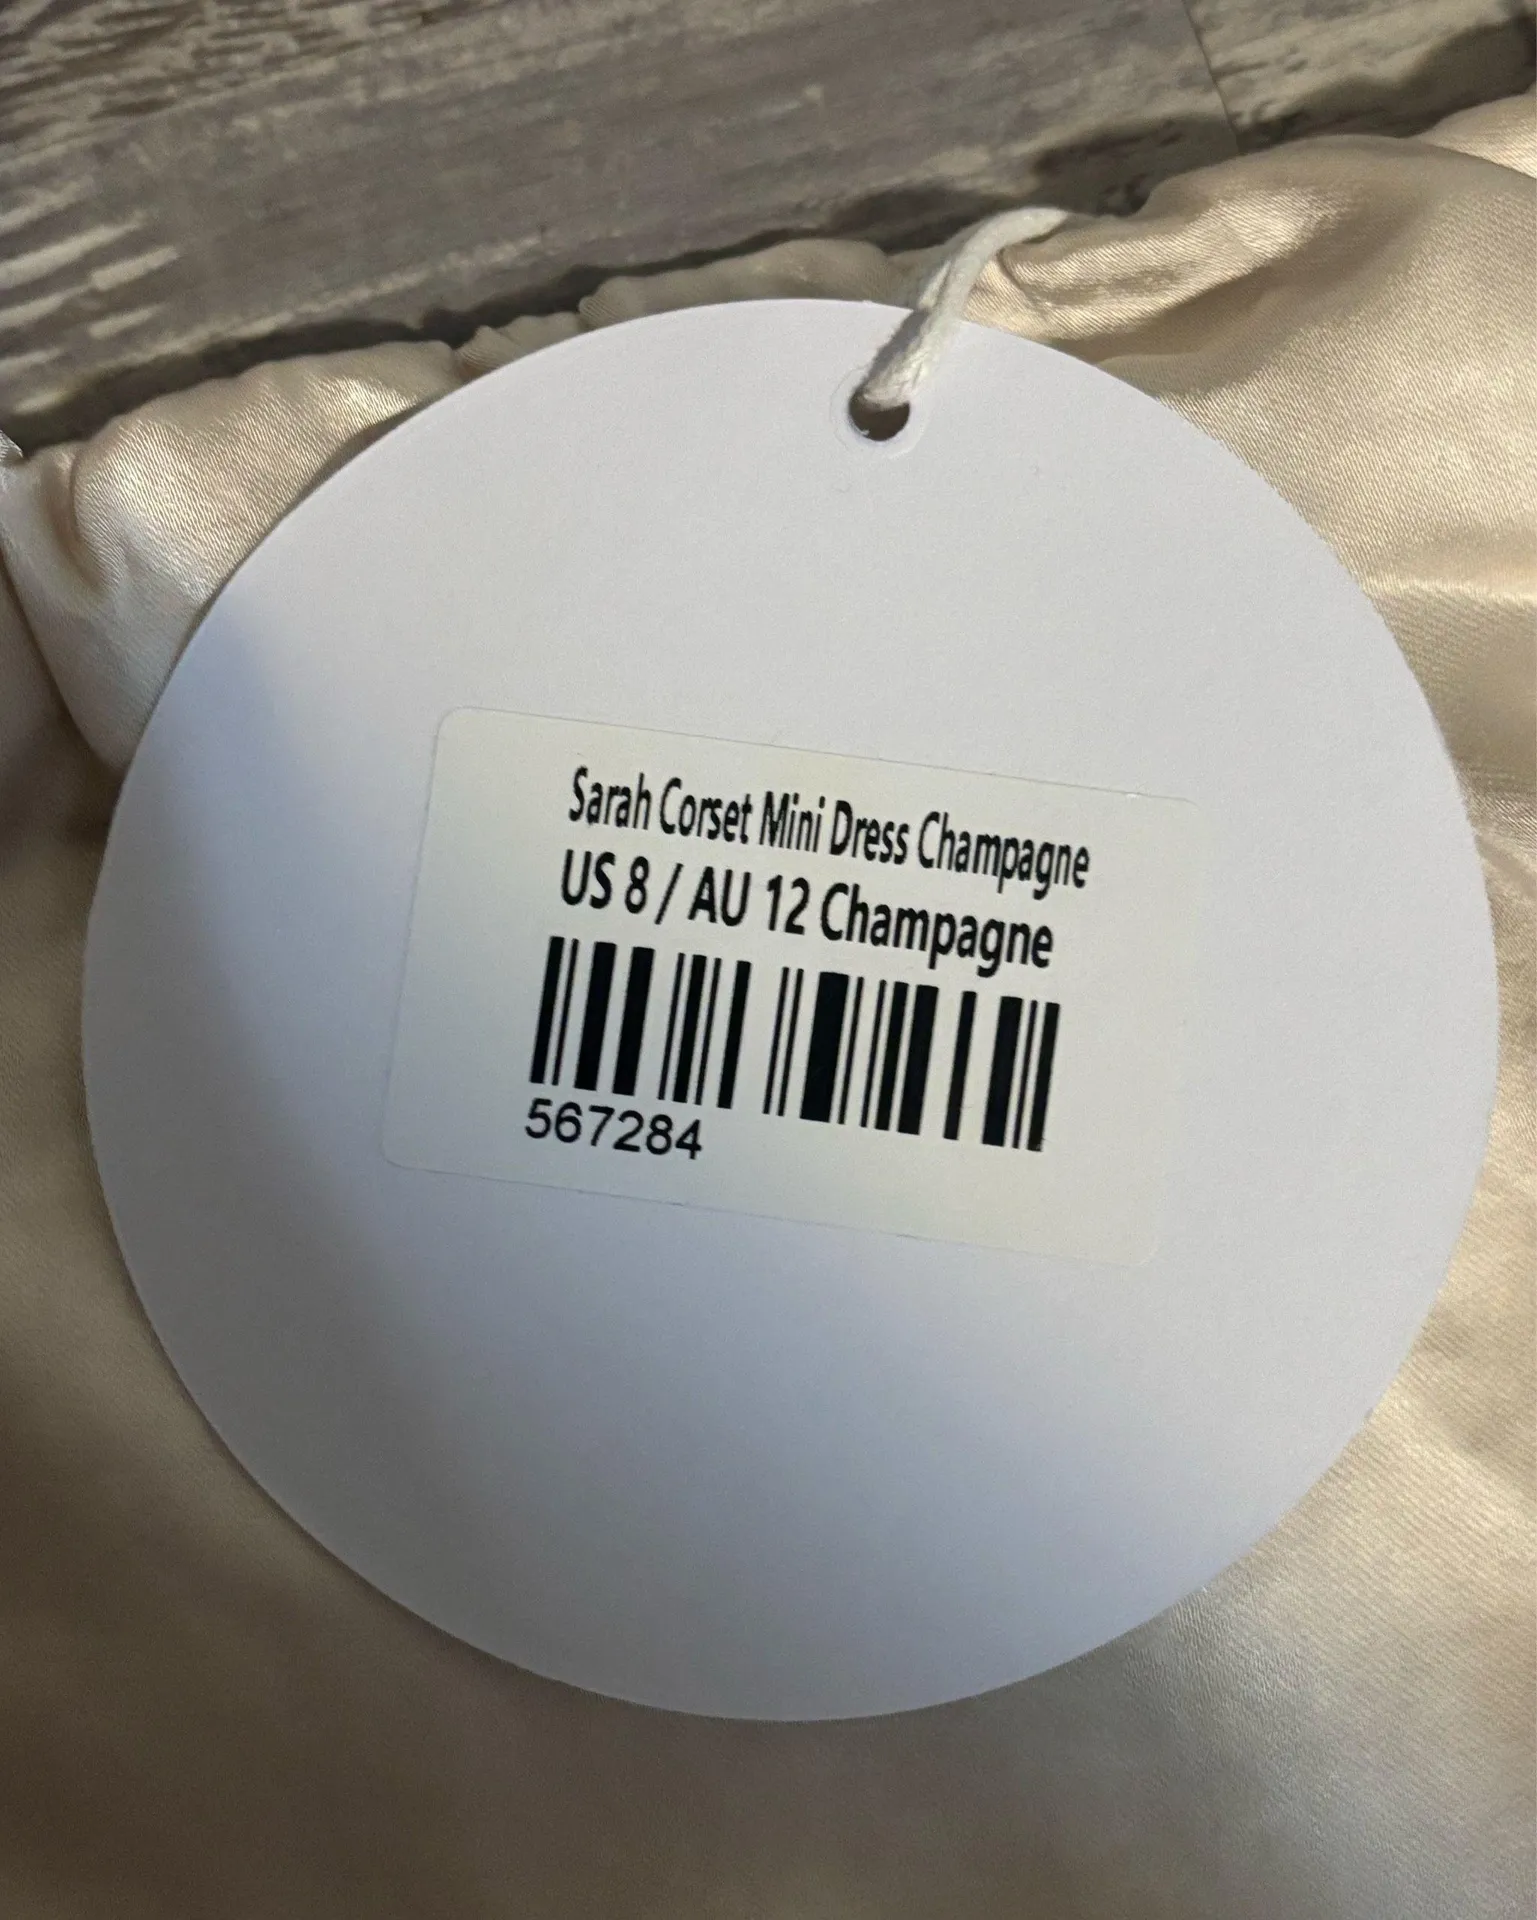 Sarah Corset Mini Dress Champagne
US 8 / AU 12 Champagne
567284